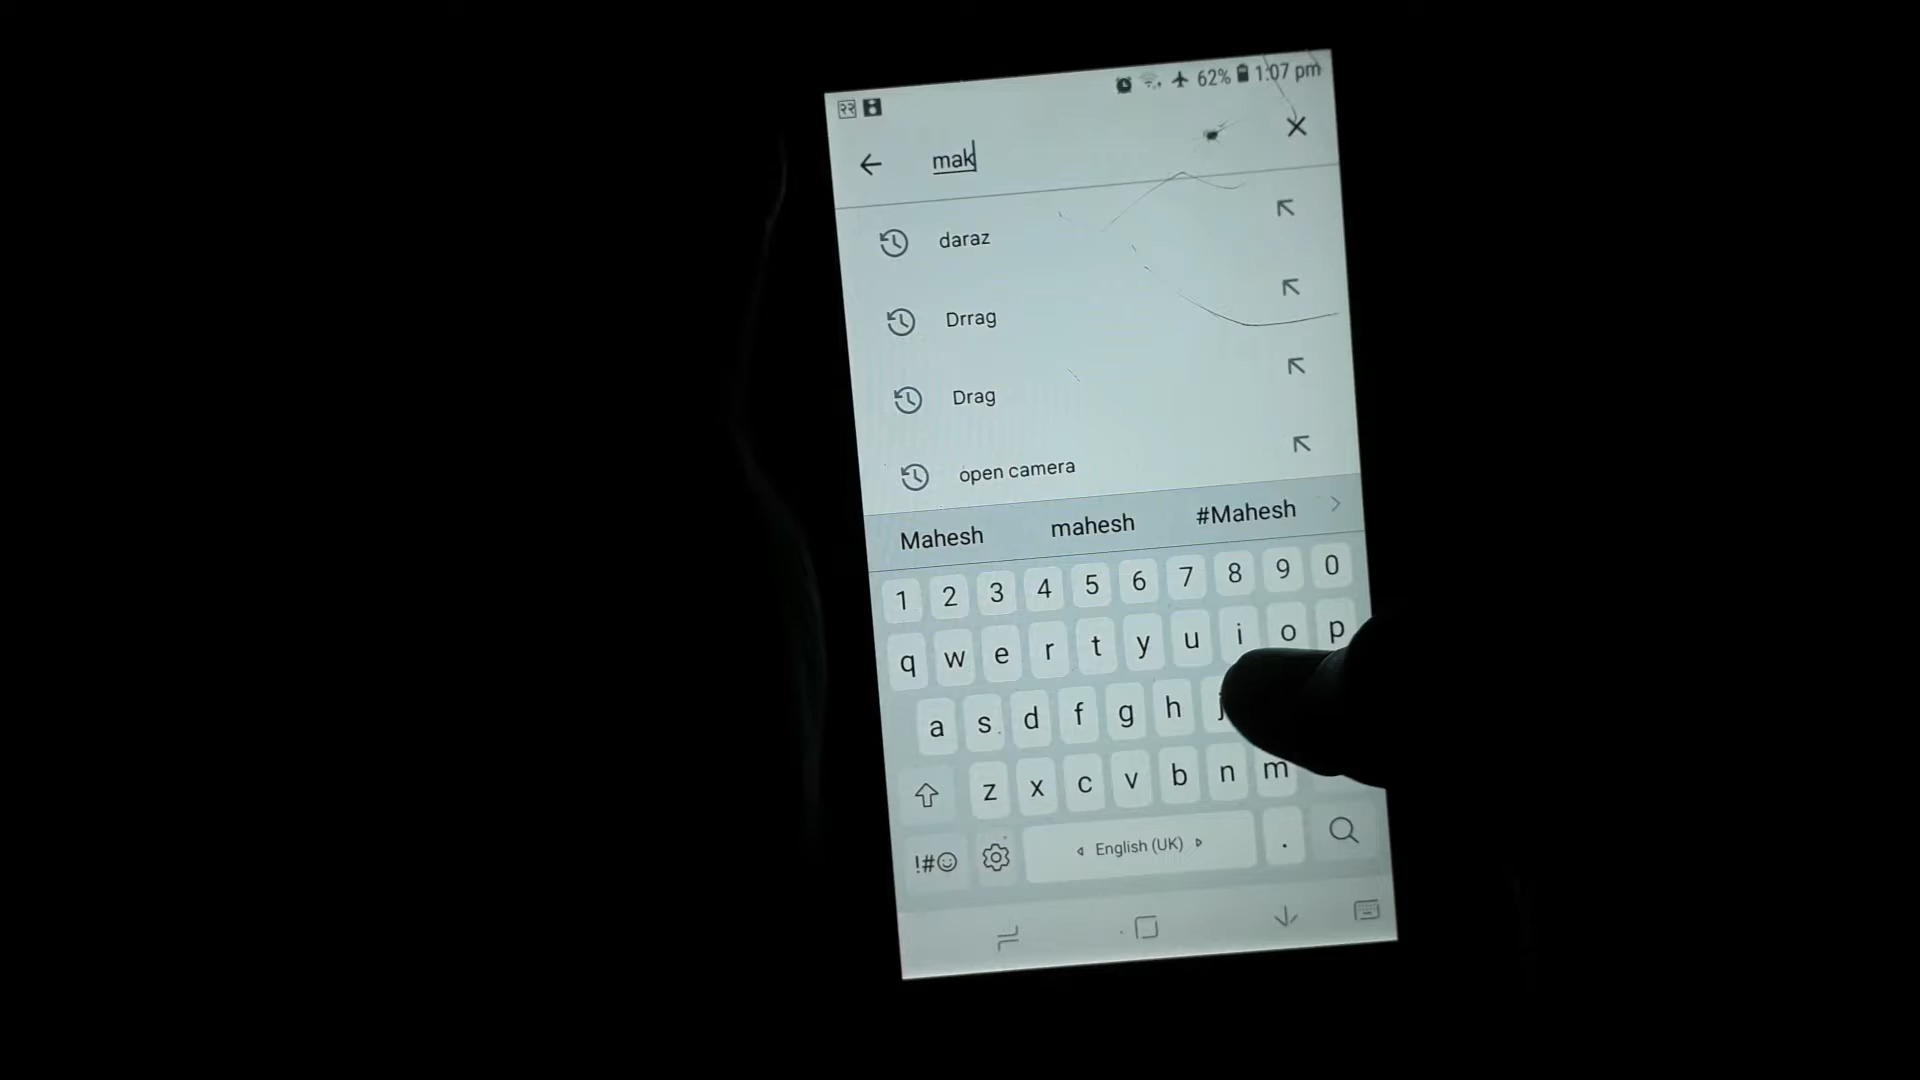 २२ 62% 1:07 pm
mak
daraz
Drrag
Drag
open camera
Mahesh mahesh #Mahesh
1 2 3 4 5 6 7 8 9 0
q w e r t y u i o p
a s d f g h j
z x c v b n m
!#☺ English (UK) .